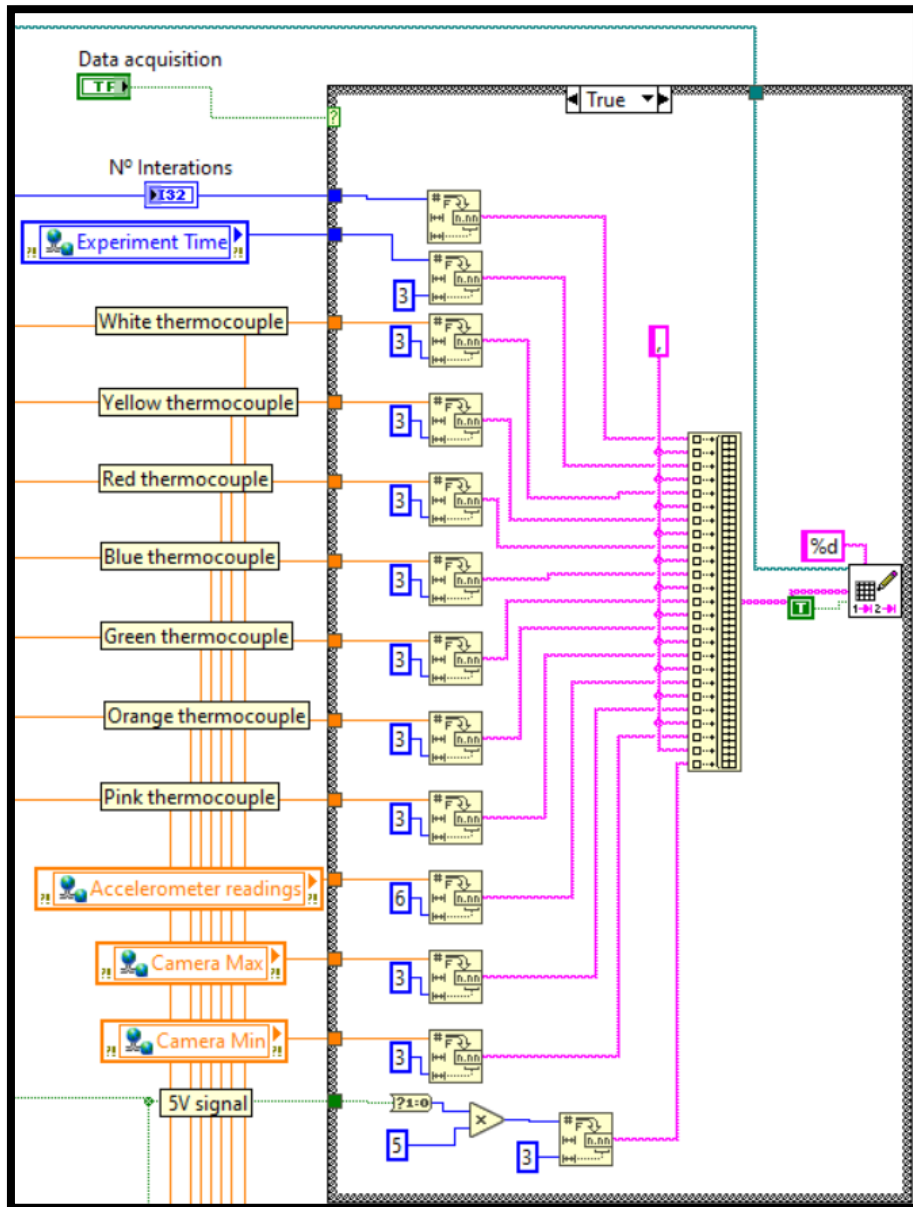 Data acquisition
TF
True
?
Nº Interations
I32
Experiment Time
3
White thermocouple
3
,
Yellow thermocouple
3
Red thermocouple
3
Blue thermocouple
%d
3
T
Green thermocouple
3
Orange thermocouple
3
Pink thermocouple
3
Accelerometer readings
6
Camera Max
3
Camera Min
3
5V signal
?1:0
x
5
3